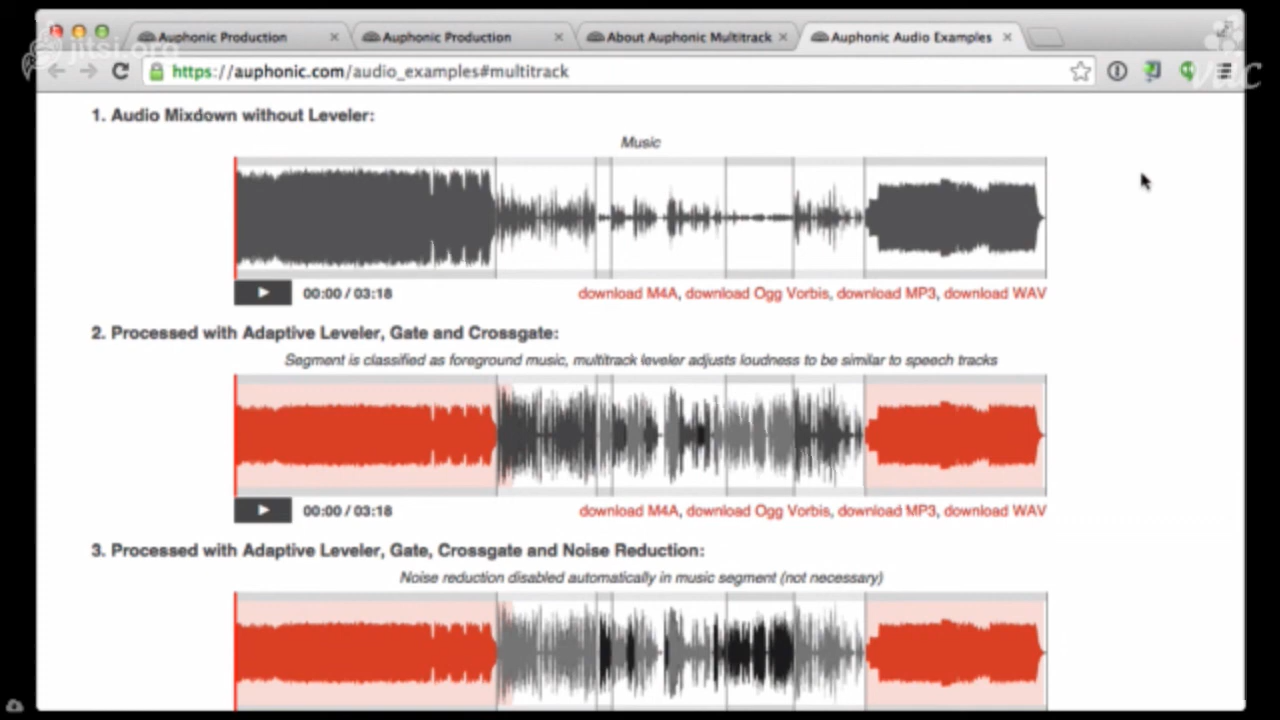 jitsi.org
Auphonic Production
Auphonic Production
About Auphonic Multitrack
Auphonic Audio Examples
https://auphonic.com/audio_examples#multitrack
1. Audio Mixdown without Leveler:
Music
00:00 / 03:18
download M4A, download Ogg Vorbis, download MP3, download WAV
2. Processed with Adaptive Leveler, Gate and Crossgate:
Segment is classified as foreground music, multitrack leveler adjusts loudness to be similar to speech tracks
00:00 / 03:18
download M4A, download Ogg Vorbis, download MP3, download WAV
3. Processed with Adaptive Leveler, Gate, Crossgate and Noise Reduction:
Noise reduction disabled automatically in music segment (not necessary)